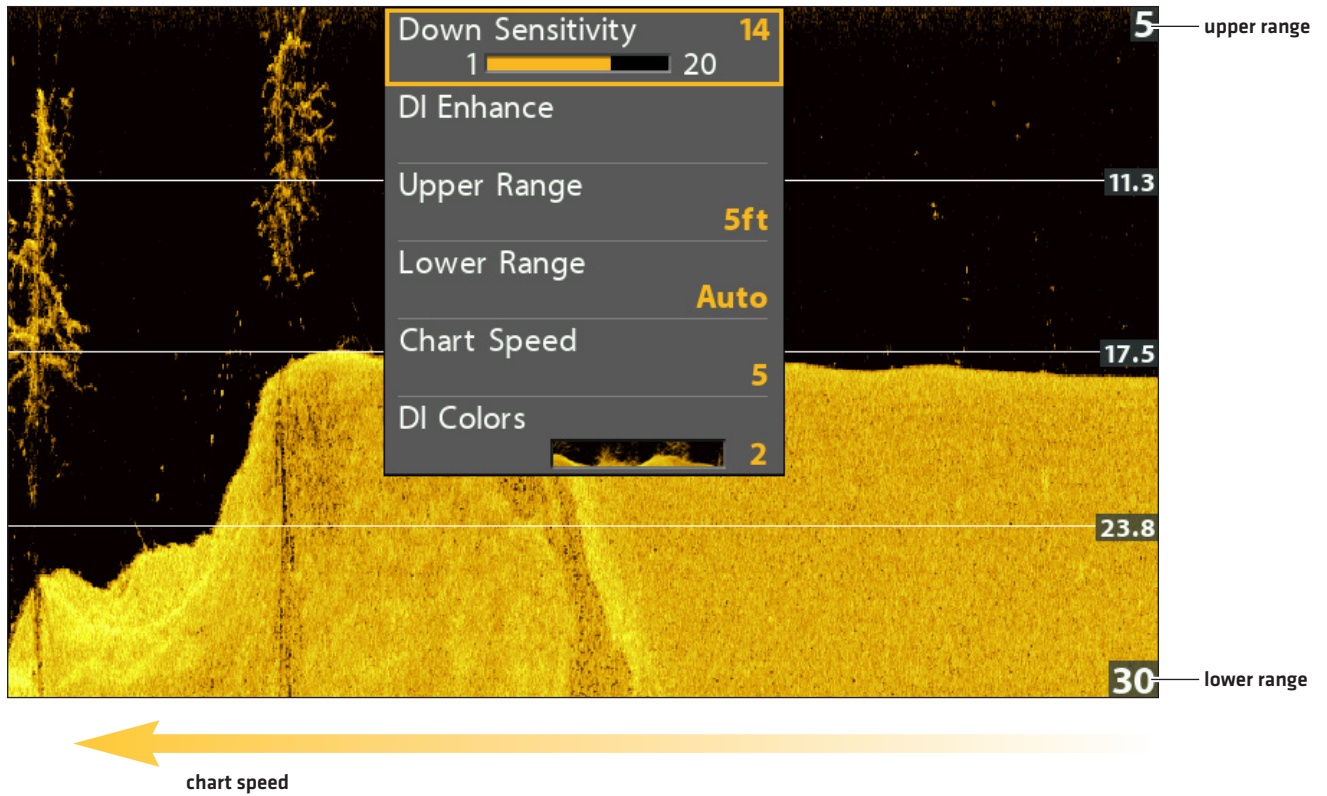 Down Sensitivity 14
1 20
DI Enhance
Upper Range
5ft
Lower Range
Auto
Chart Speed
5
DI Colors
2
5
upper range
11.3
17.5
23.8
30
lower range
chart speed